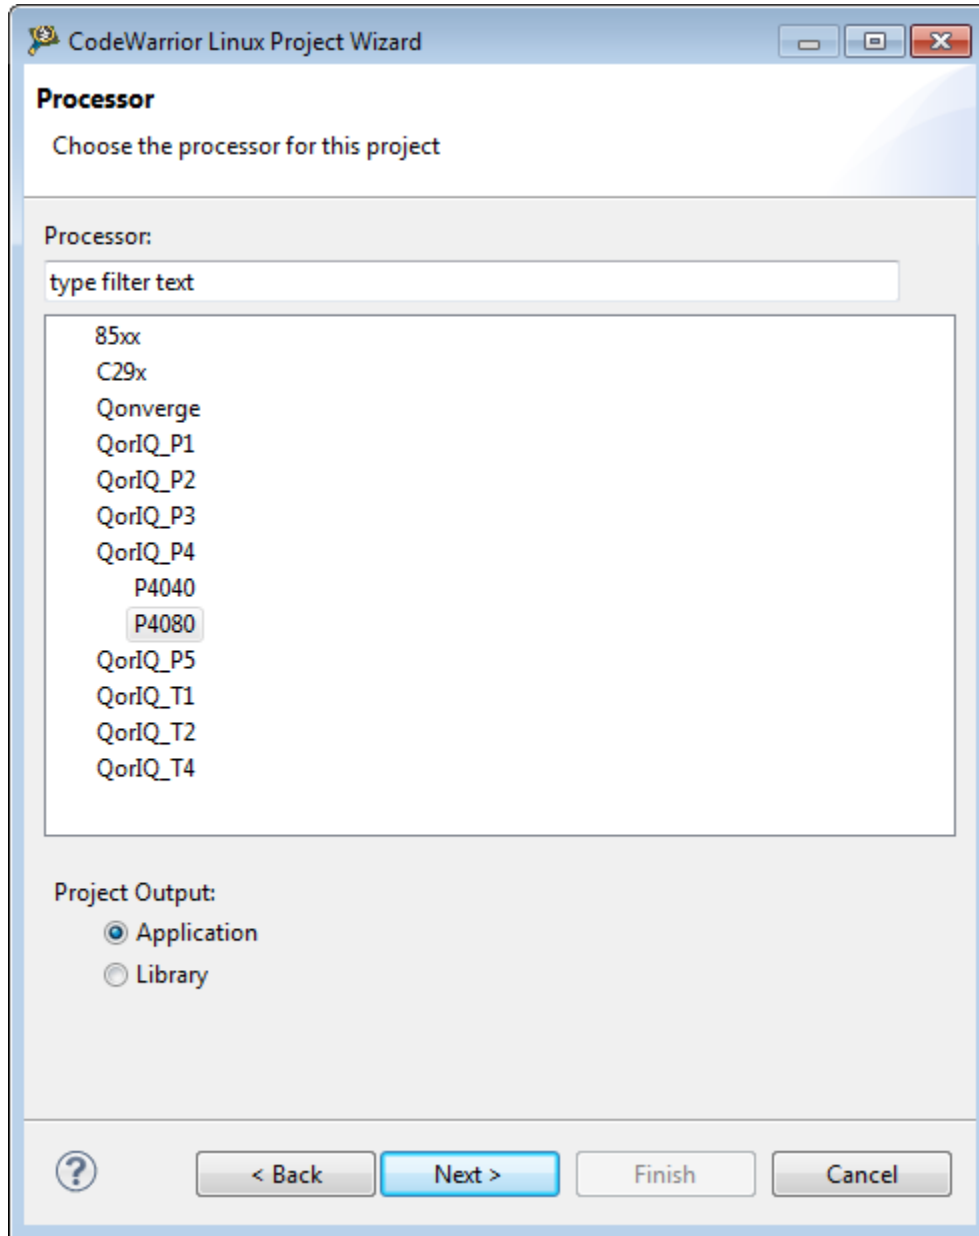 CodeWarrior Linux Project Wizard
Processor
Choose the processor for this project
Processor:
type filter text
85xx
C29x
Qonverge
QorIQ_P1
QorIQ_P2
QorIQ_P3
QorIQ_P4
P4040
P4080
QorIQ_P5
QorIQ_T1
QorIQ_T2
QorIQ_T4
Project Output:
Application
Library
? < Back Next > Finish Cancel